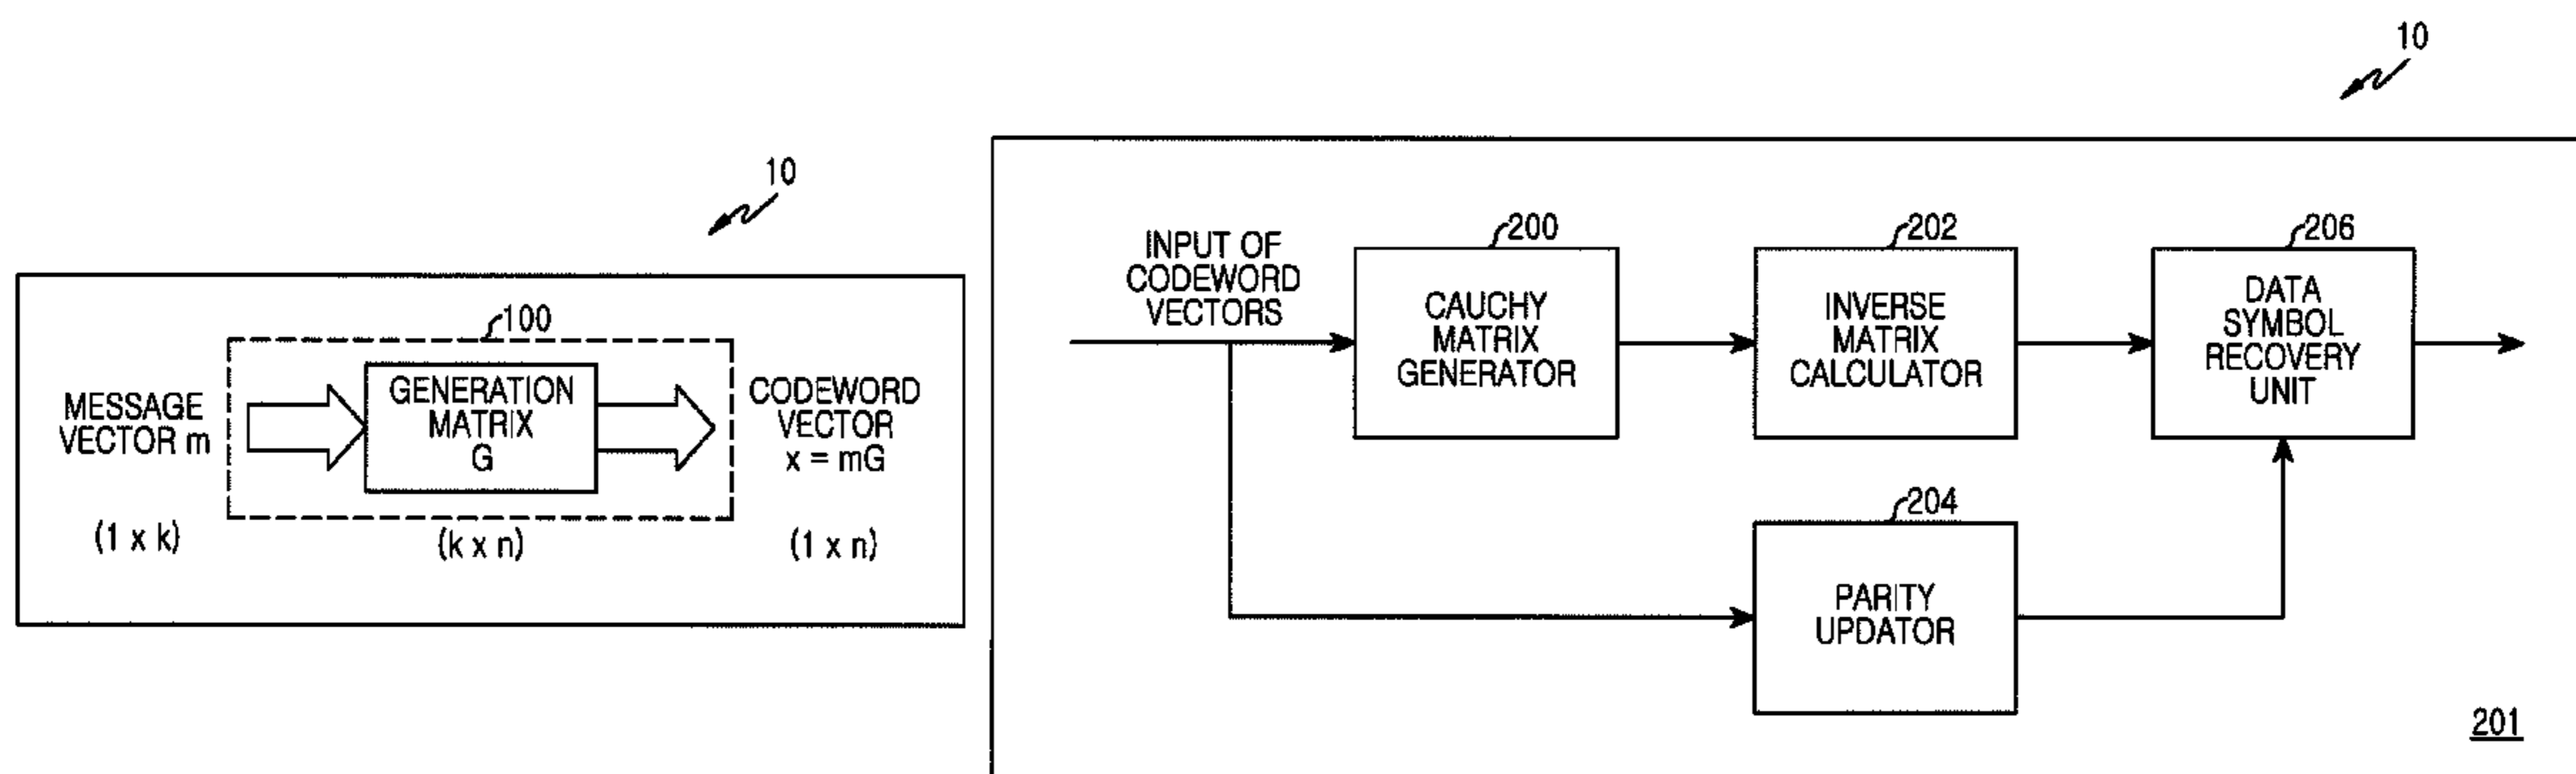 10
100
MESSAGE
VECTOR m
GENERATION
MATRIX
G
CODEWORD
VECTOR
x = mG
(1 x k)
(k x n)
(1 x n)
10
INPUT OF
CODEWORD
VECTORS
200
CAUCHY
MATRIX
GENERATOR
202
INVERSE
MATRIX
CALCULATOR
206
DATA
SYMBOL
RECOVERY
UNIT
204
PARITY
UPDATOR
201